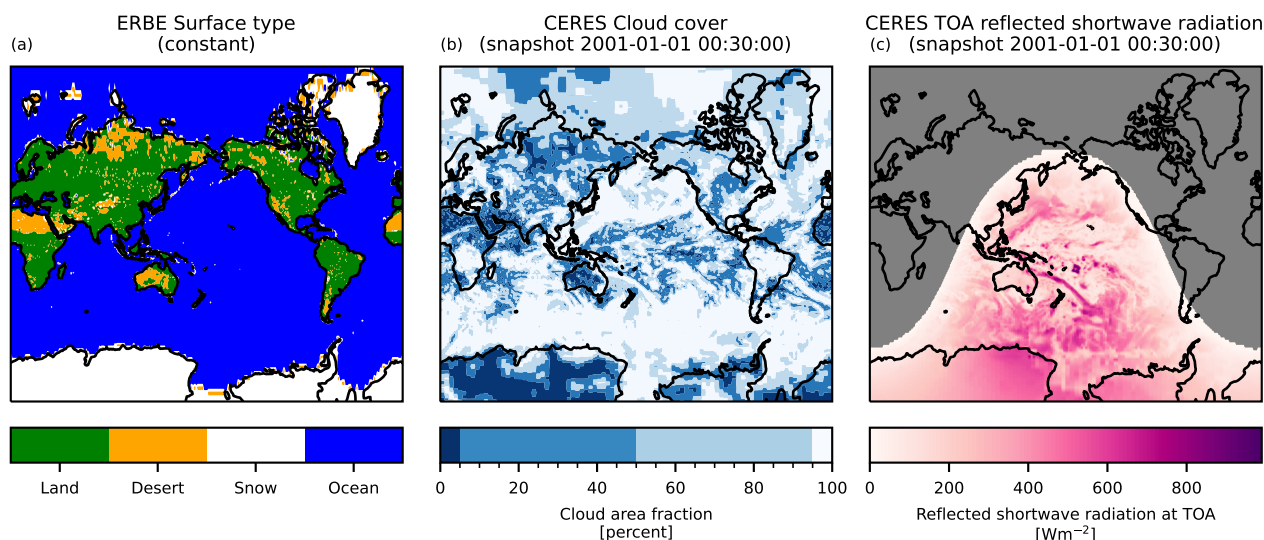 ERBE Surface type
(constant)
(a)
Land Desert Snow Ocean
CERES Cloud cover
(b) (snapshot 2001-01-01 00:30:00)
0 20 40 60 80 100
Cloud area fraction
[percent]
CERES TOA reflected shortwave radiation
(c) (snapshot 2001-01-01 00:30:00)
0 200 400 600 800
Reflected shortwave radiation at TOA
[Wm⁻²]